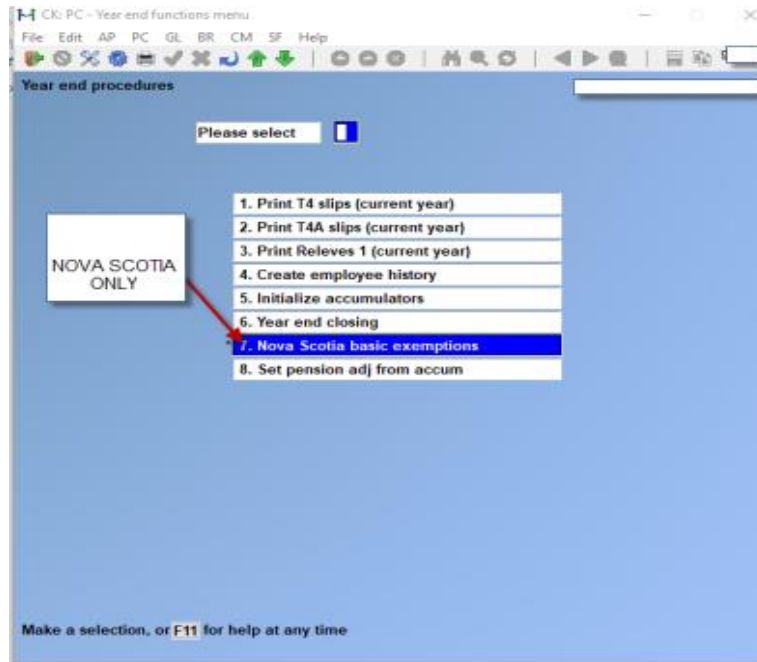 CK: PC - Year end functions menu
File Edit AP PC GL BR CM SF Help
Year end procedures
Please select
1. Print T4 slips (current year)
2. Print T4A slips (current year)
3. Print Releves 1 (current year)
NOVA SCOTIA
ONLY
4. Create employee history
5. Initialize accumulators
6. Year end closing
7. Nova Scotia basic exemptions
8. Set pension adj from accum
Make a selection, or F11 for help at any time